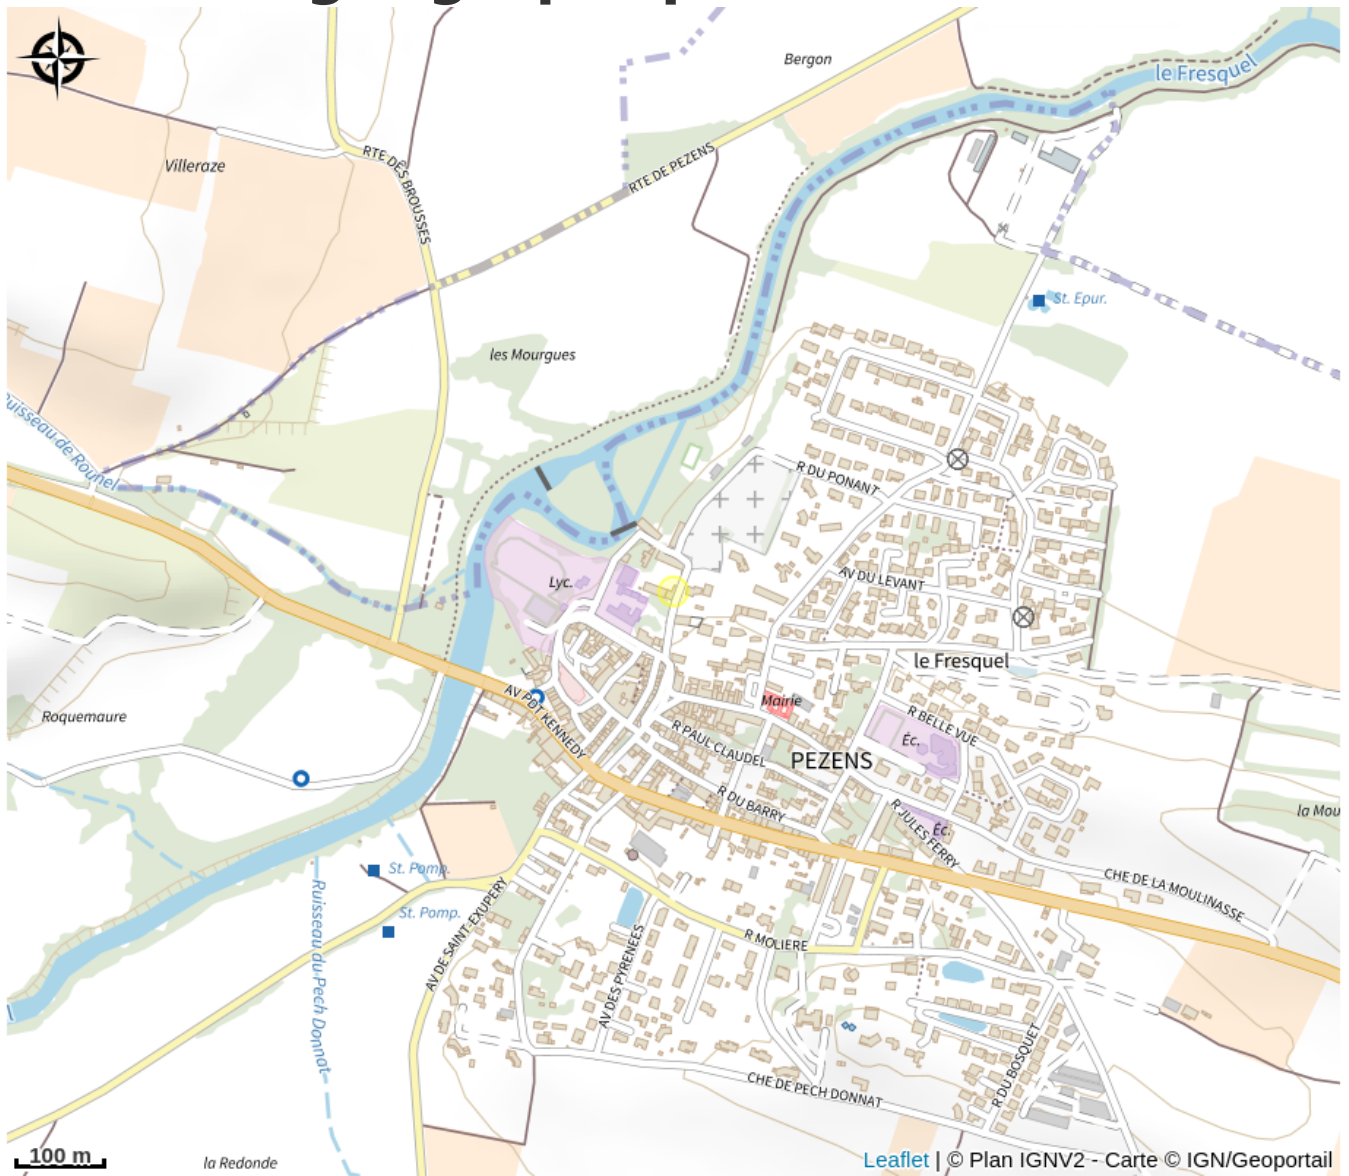 Bergon
le Fresquel
Villeraze
RTE DES BROUSSES
RTE DE PEZENS
St. Epur.
les Mourgues
Ruisseau de Rounel
R DU PONANT
Lyc.
AV DU LEVANT
le Fresquel
AV PDT KENNEDY
Mairie
Roquemaure
R BELLE VUE
R PAUL CLAUDEL
Éc.
PEZENS
R DU BARRY
R JULES FERRY
Éc.
la Mou
St. Pomp.
CHE DE LA MOULINASSE
St. Pomp.
Ruisseau du Pech Donnat
AV DE SAINT-EXUPERY
R MOLIERE
AV DES PYRENEES
R DU BOSQUET
CHE DE PECH DONNAT
100 m
la Redonde
Leaflet | © Plan IGNV2 - Carte © IGN/Geoportail